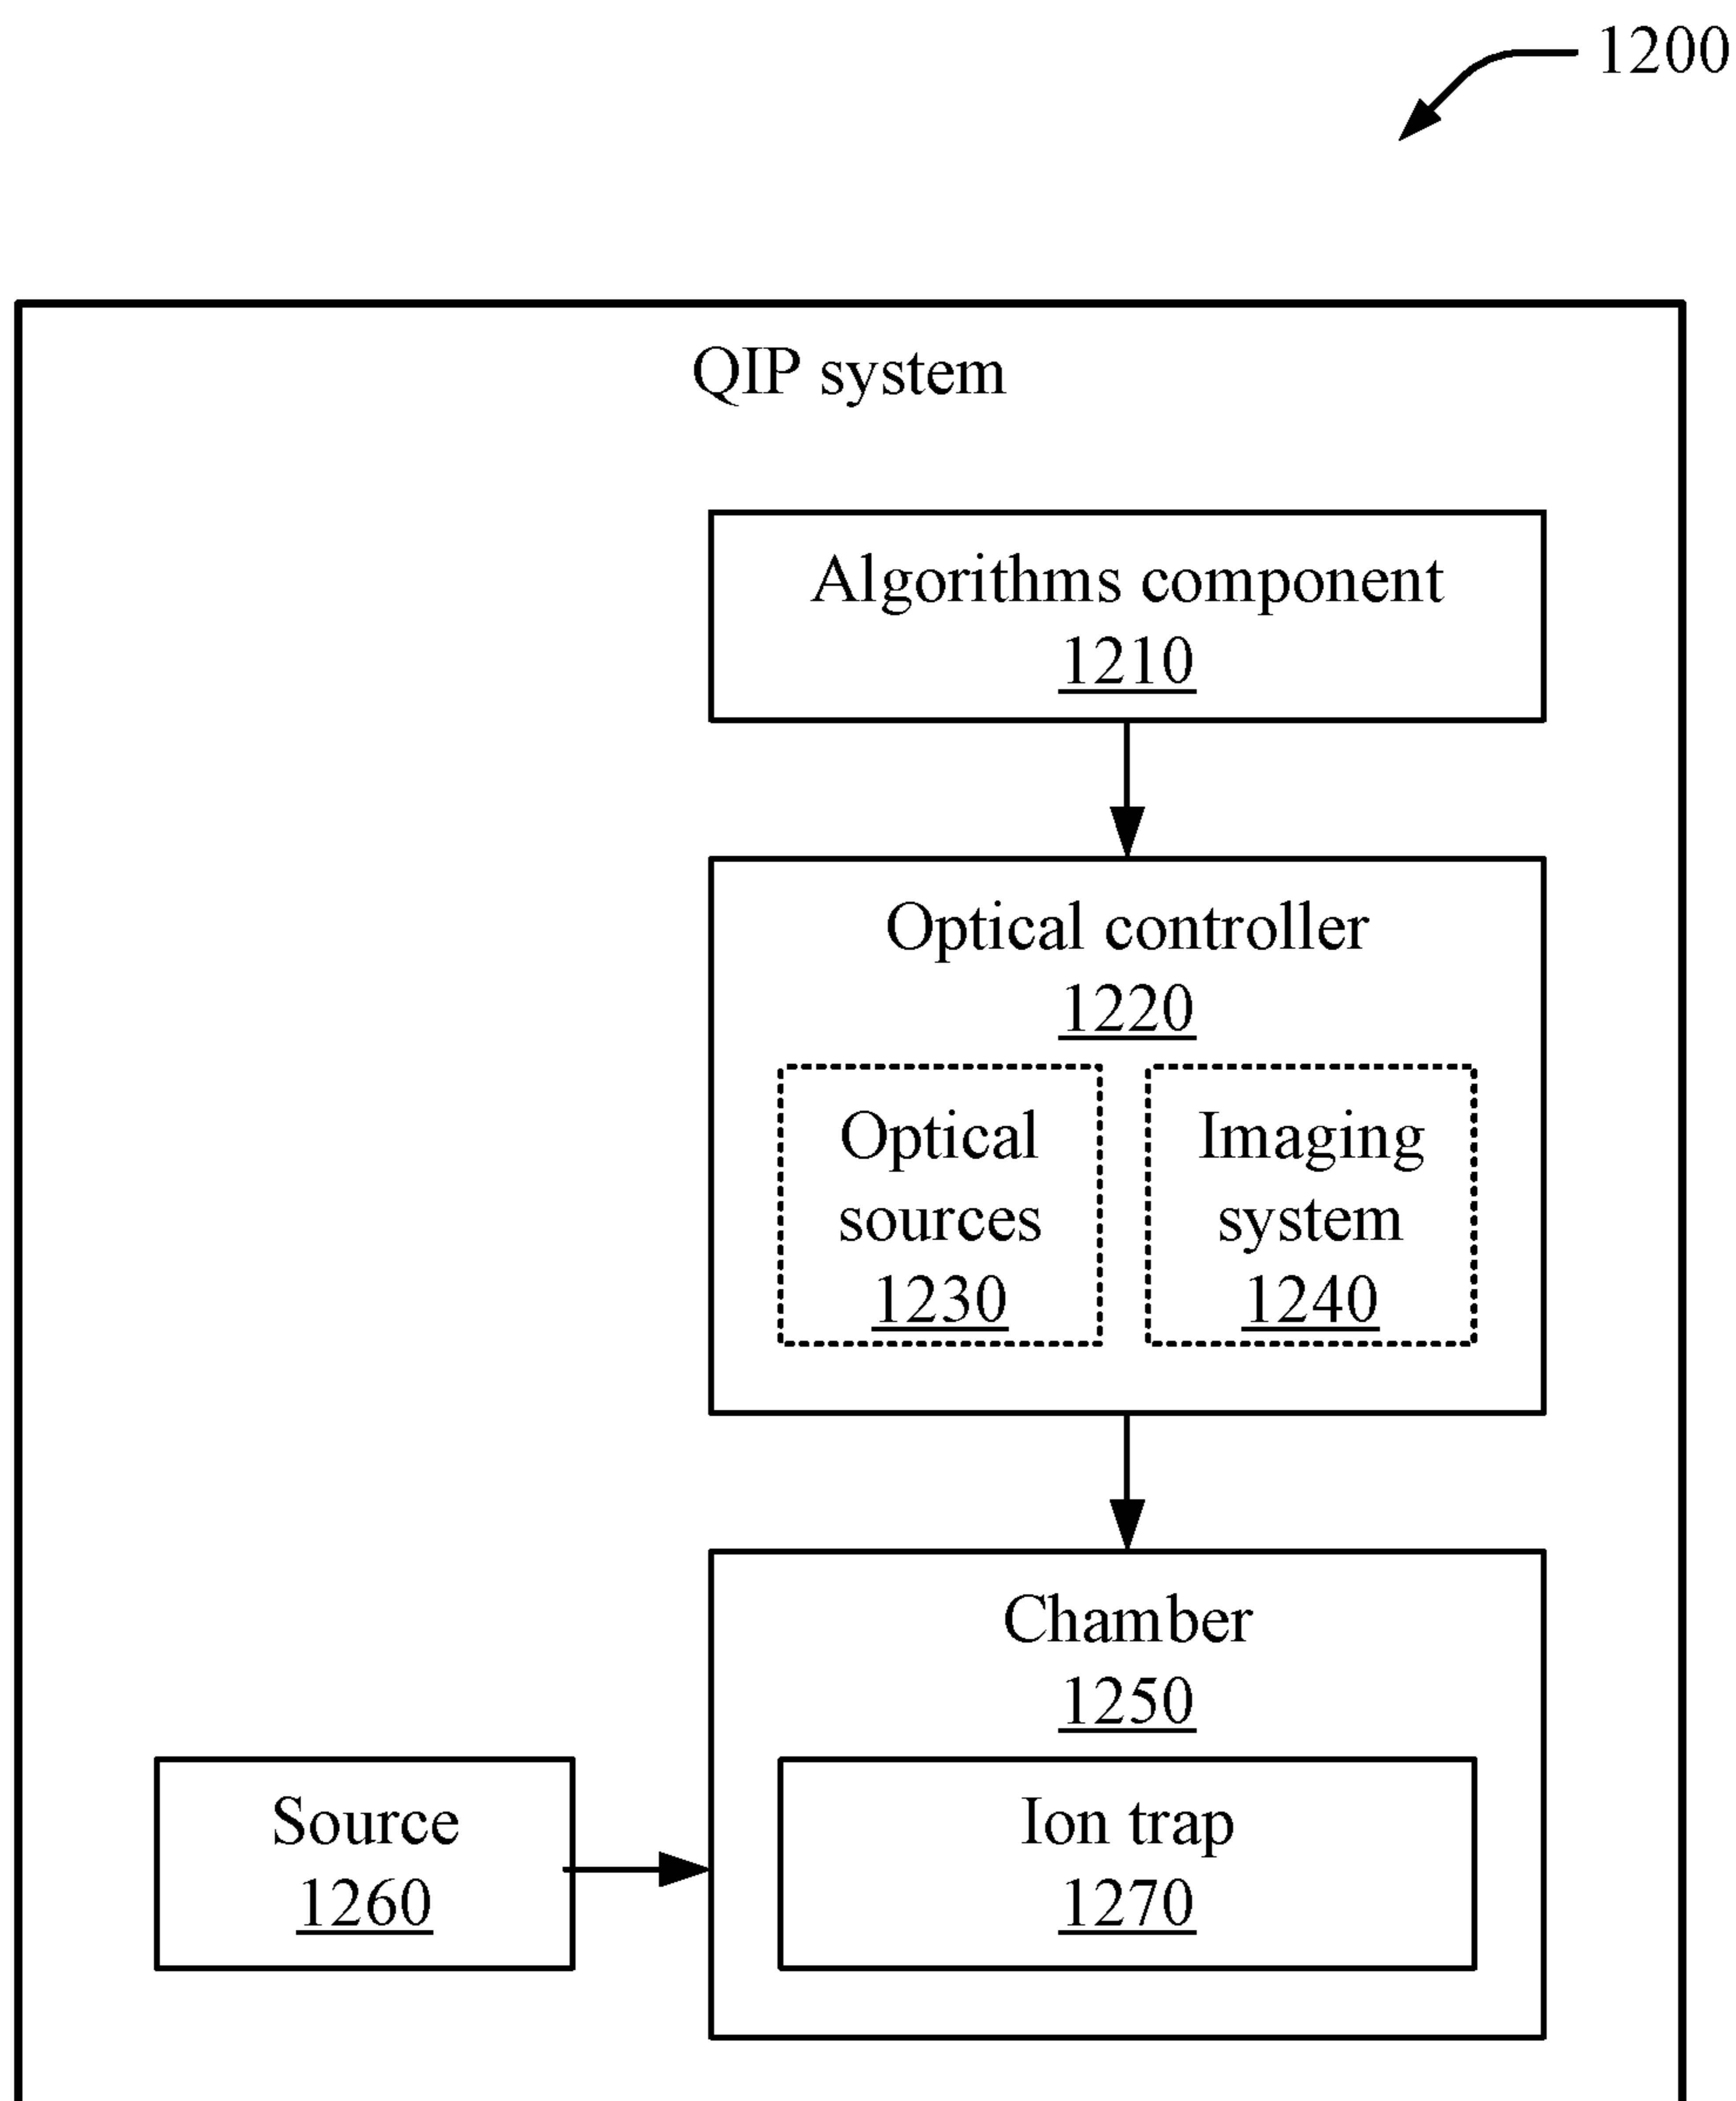 1200
QIP system
Algorithms component
1210
Optical controller
1220
Optical
sources
1230
Imaging
system
1240
Chamber
1250
Source
1260
Ion trap
1270